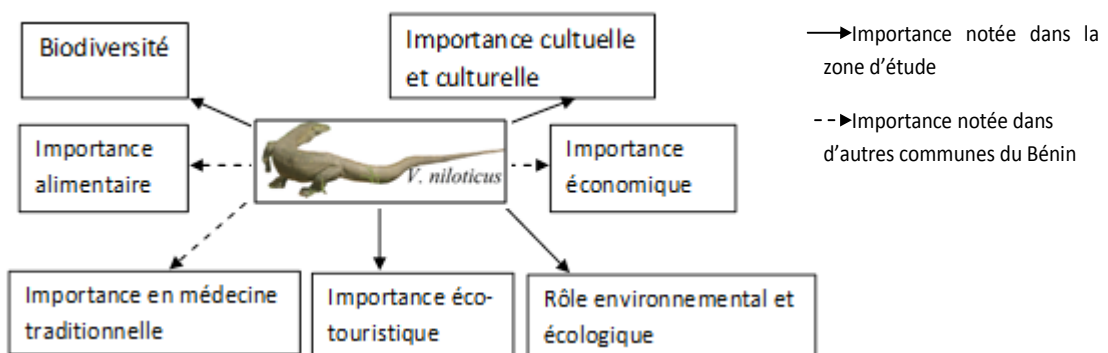 Biodiversité
Importance cultuelle
et culturelle
Importance notée dans la
zone d'étude
Importance notée dans
d'autres communes du Bénin
Importance
alimentaire
V. niloticus
Importance
économique
Importance en médecine
traditionnelle
Importance éco-
touristique
Rôle environnemental et
écologique